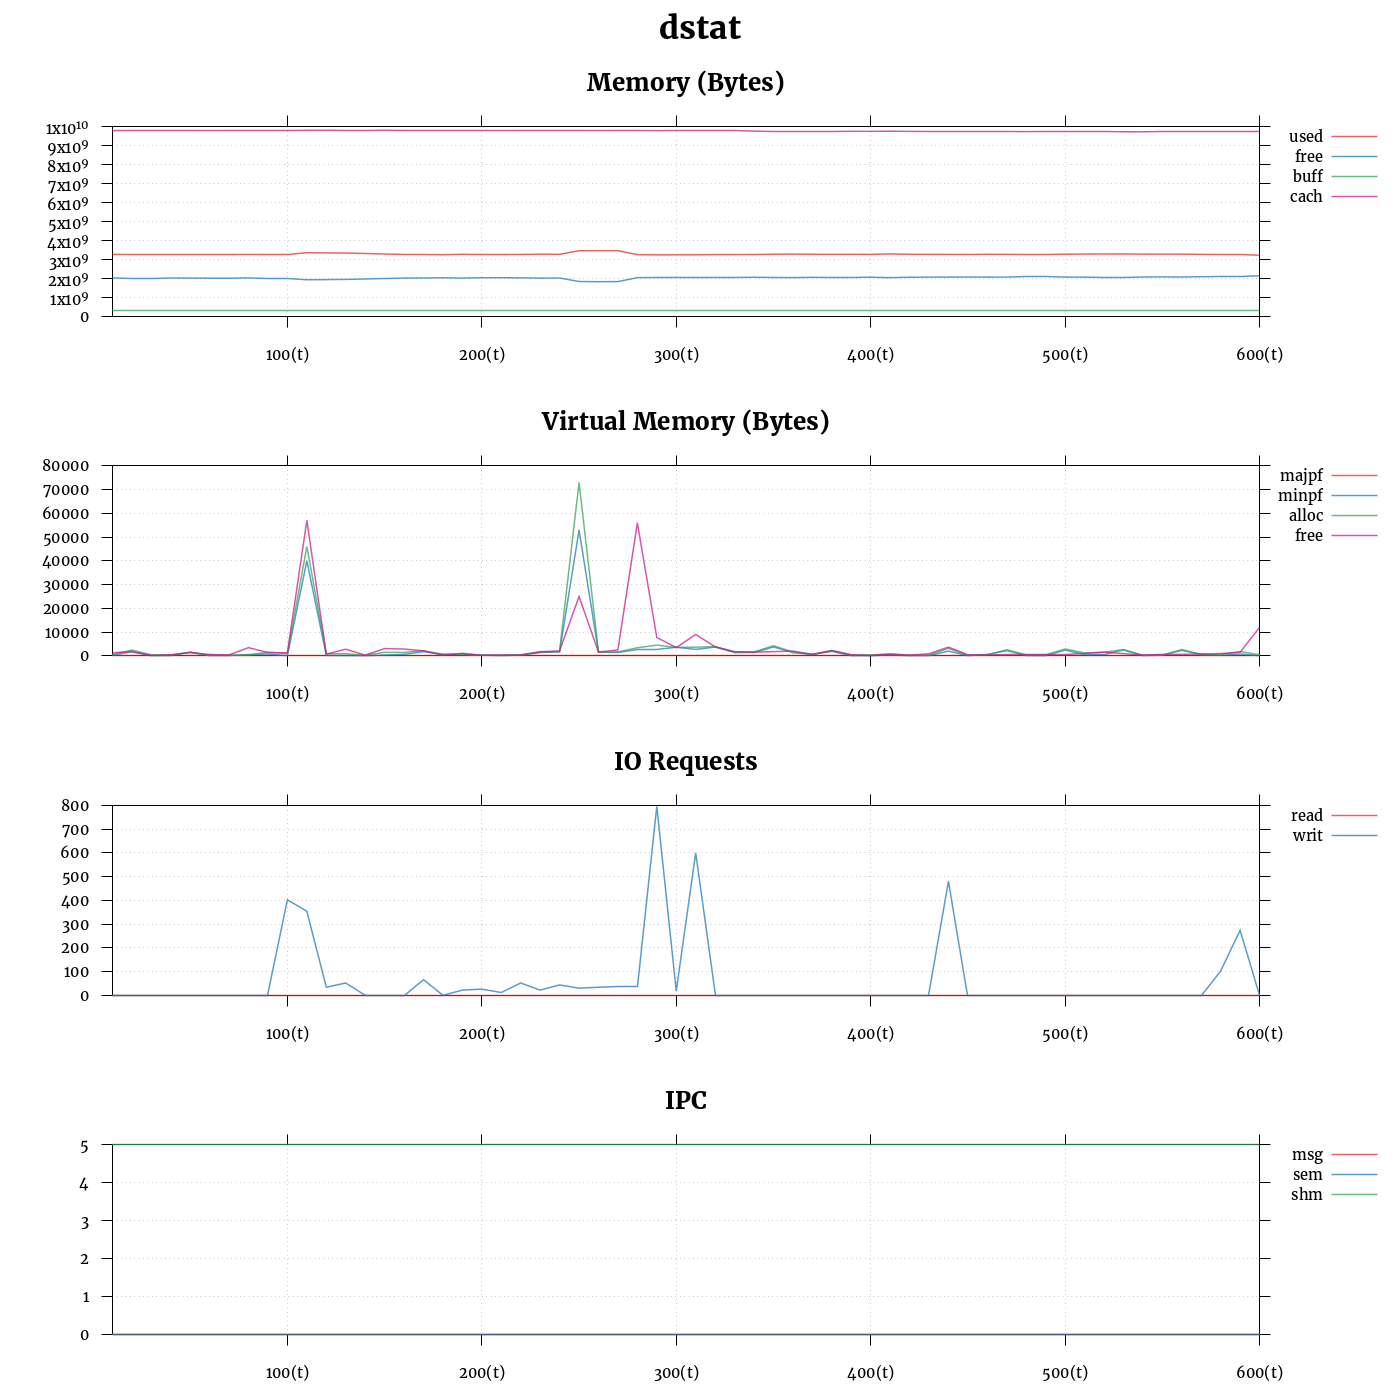 dstat
Memory (Bytes)
1x10¹⁰
9x10⁹
8x10⁹
7x10⁹
6x10⁹
5x10⁹
4x10⁹
3x10⁹
2x10⁹
1x10⁹
0
used
free
buff
cach
100(t) 200(t) 300(t) 400(t) 500(t) 600(t)
Virtual Memory (Bytes)
80000
70000
60000
50000
40000
30000
20000
10000
0
majpf
minpf
alloc
free
100(t) 200(t) 300(t) 400(t) 500(t) 600(t)
IO Requests
800
700
600
500
400
300
200
100
0
read
writ
100(t) 200(t) 300(t) 400(t) 500(t) 600(t)
IPC
5
4
3
2
1
0
msg
sem
shm
100(t) 200(t) 300(t) 400(t) 500(t) 600(t)